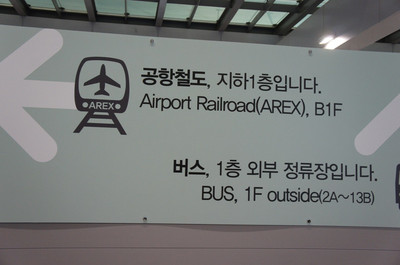 공항철도, 지하1층입니다.
AREX
Airport Railroad(AREX), B1F
버스, 1층 외부 정류장입니다.
BUS, 1F outside(2A~13B)